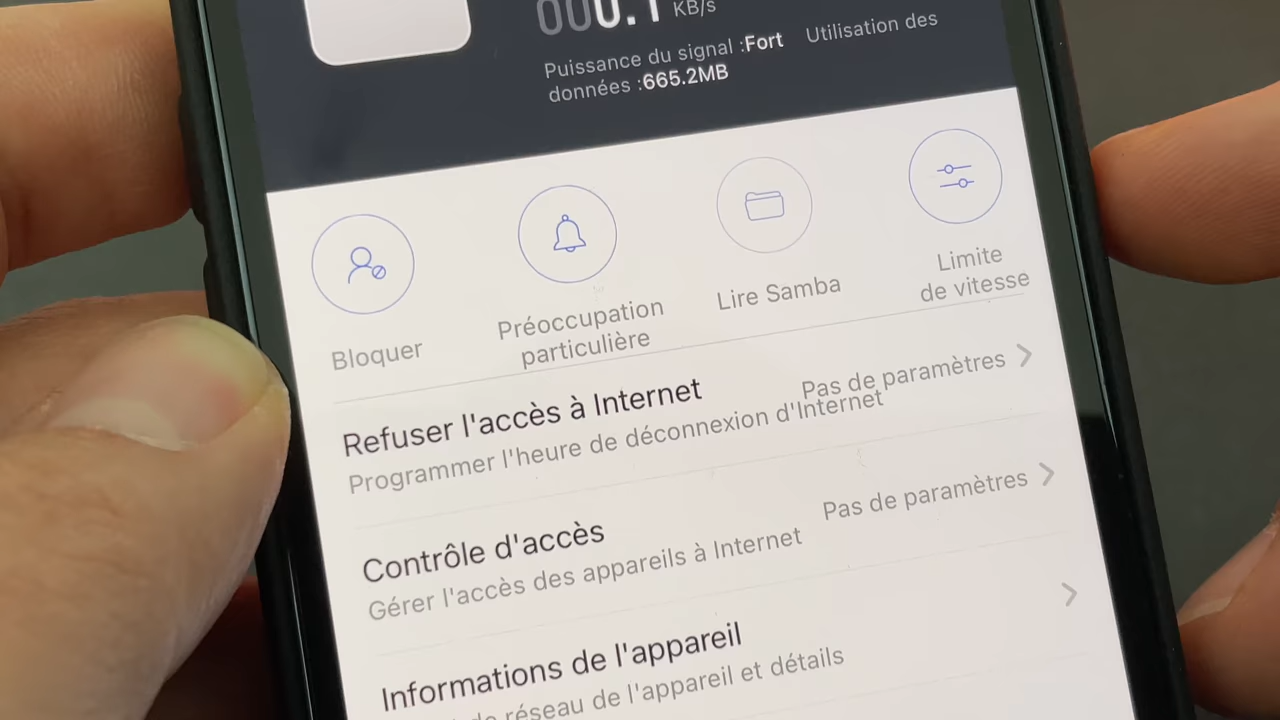 000.1 KB/s
Puissance du signal :Fort Utilisation des
données :665.2MB
Bloquer
Préoccupation
particulière
Lire Samba
Limite
de vitesse
Refuser l'accès à Internet
Pas de paramètres
Programmer l'heure de déconnexion d'Internet
Contrôle d'accès
Pas de paramètres
Gérer l'accès des appareils à Internet
Informations de l'appareil
réseau de l'appareil et détails